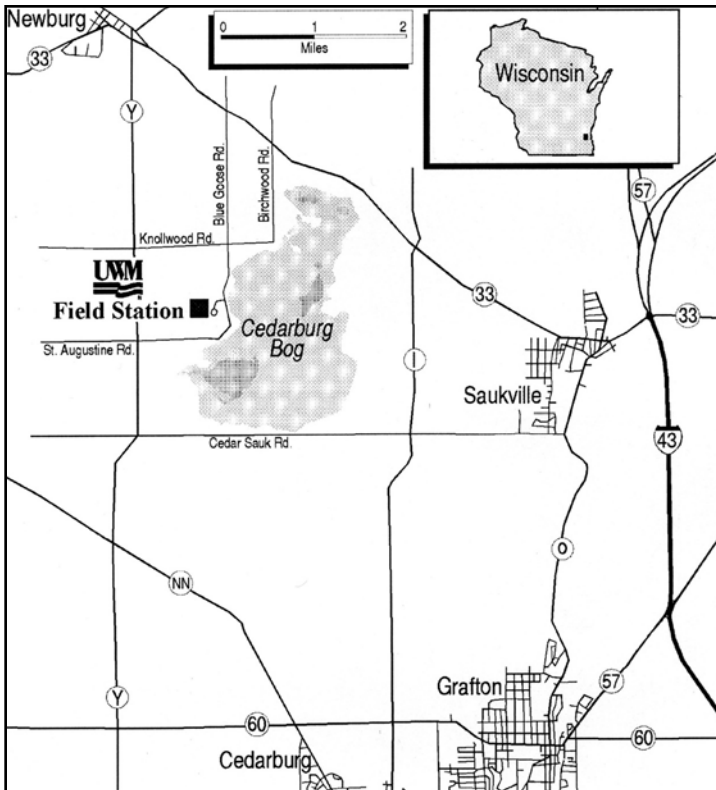 Newburg
0 1 2
Miles
Wisconsin
33
Y
57
Blue Goose Rd.
Birchwood Rd.
Knollwood Rd.
UWM
Field Station
33
33
Cedarburg
Bog
St. Augustine Rd.
I
Saukville
Cedar Sauk Rd.
43
O
NN
Grafton
57
Y
60
60
Cedarburg